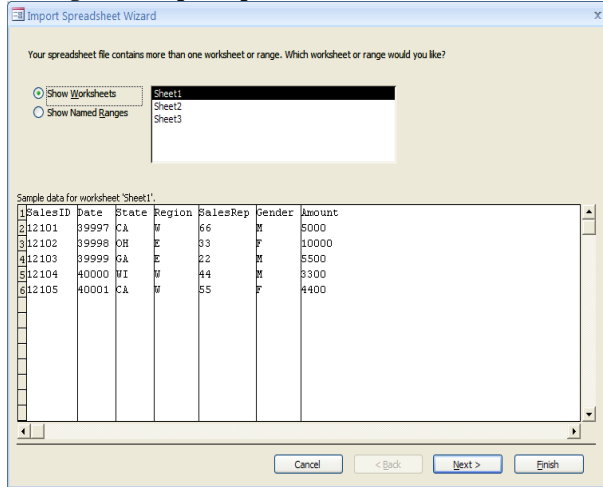 Import Spreadsheet Wizard
x
Your spreadsheet file contains more than one worksheet or range. Which worksheet or range would you like?
Show Worksheets
Show Named Ranges
Sheet1
Sheet2
Sheet3
Sample data for worksheet 'Sheet1'.
1 SalesID Date State Region SalesRep Gender Amount
2 12101 39997 CA W 66 M 5000
3 12102 39998 OH E 33 F 10000
4 12103 39999 GA E 22 M 5500
5 12104 40000 WI W 44 M 3300
6 12105 40001 CA W 55 F 4400
Cancel < Back Next > Finish